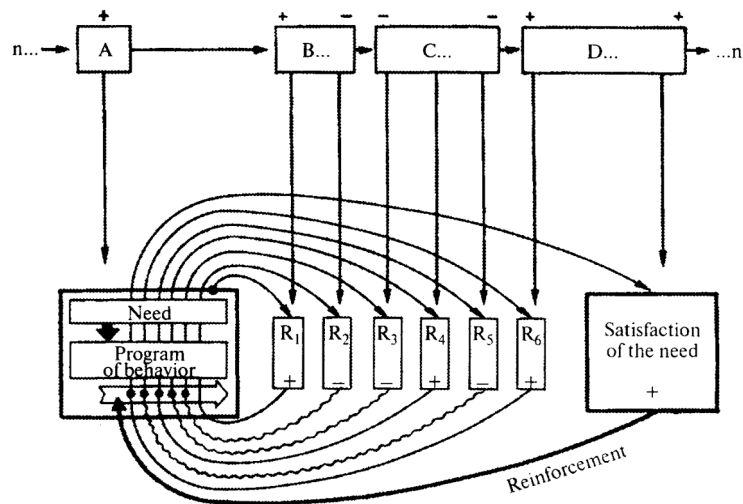 + + − − − + +
n... A B... C... D... ...n
Need
Program
of behavior
R1 R2 R3 R4 R5 R6
+ − − + − +
Satisfaction
of the need
+
Reinforcement